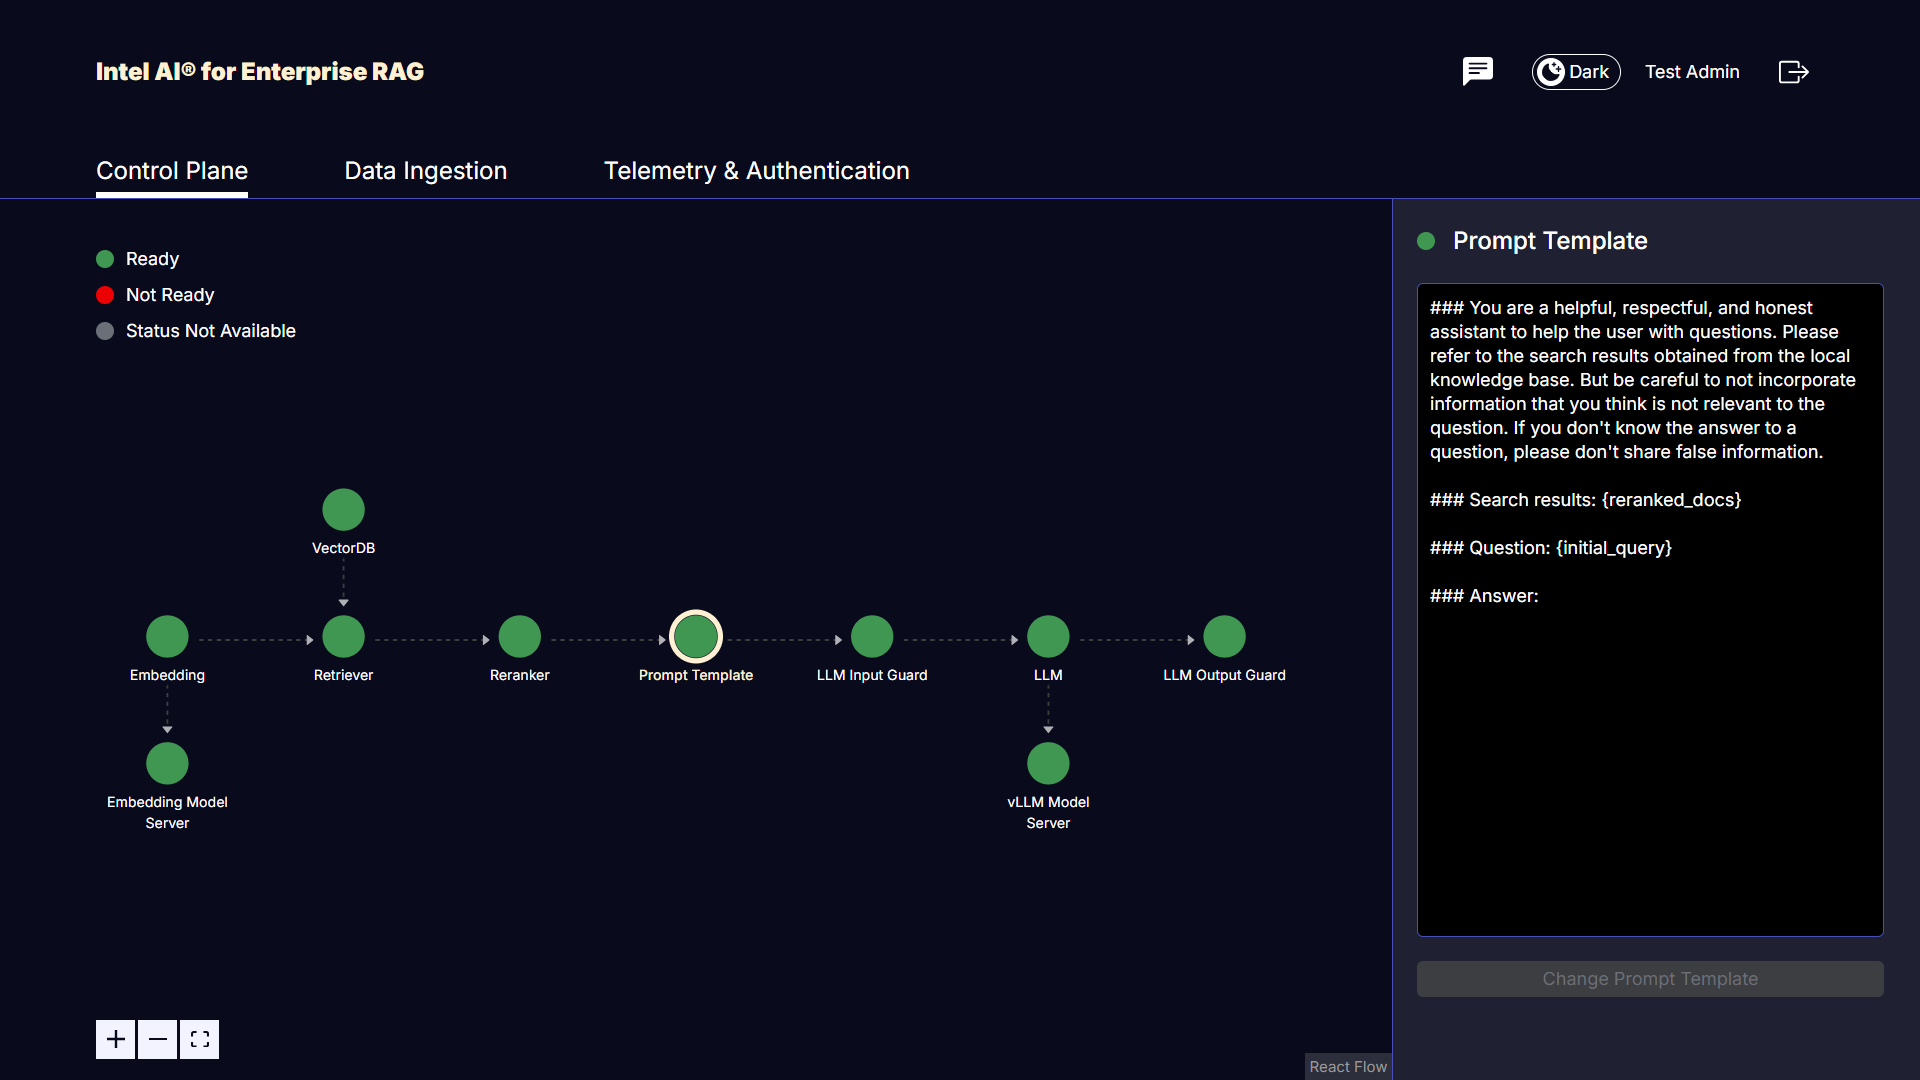 Intel AI® for Enterprise RAG
Dark
Test Admin
Control Plane
Data Ingestion
Telemetry & Authentication
Ready
Not Ready
Status Not Available
VectorDB
Embedding
Retriever
Reranker
Prompt Template
LLM Input Guard
LLM
LLM Output Guard
Embedding Model
Server
vLLM Model
Server
React Flow
Prompt Template
### You are a helpful, respectful, and honest
assistant to help the user with questions. Please
refer to the search results obtained from the local
knowledge base. But be careful to not incorporate
information that you think is not relevant to the
question. If you don't know the answer to a
question, please don't share false information.
### Search results: {reranked_docs}
### Question: {initial_query}
### Answer:
Change Prompt Template